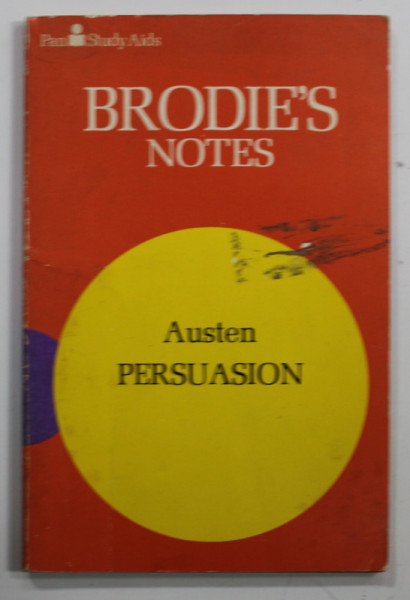 Pan Study Aids
BRODIE'S
NOTES
Austen
PERSUASION